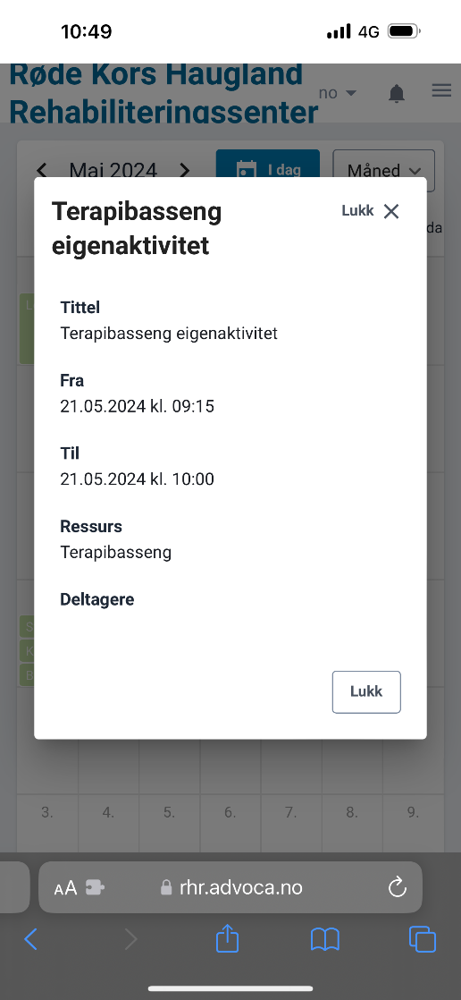 10:49
4G
Røde Kors Haugland
Rehabiliteringssenter
no
Mai 2024
I dag
Måned
Terapibasseng
eigenaktivitet
Lukk
da
L
Tittel
Terapibasseng eigenaktivitet
Fra
21.05.2024 kl. 09:15
Til
21.05.2024 kl. 10:00
Ressurs
Terapibasseng
Deltagere
S
K
B
Lukk
3. 4. 5. 6. 7. 8. 9.
AA
rhr.advoca.no